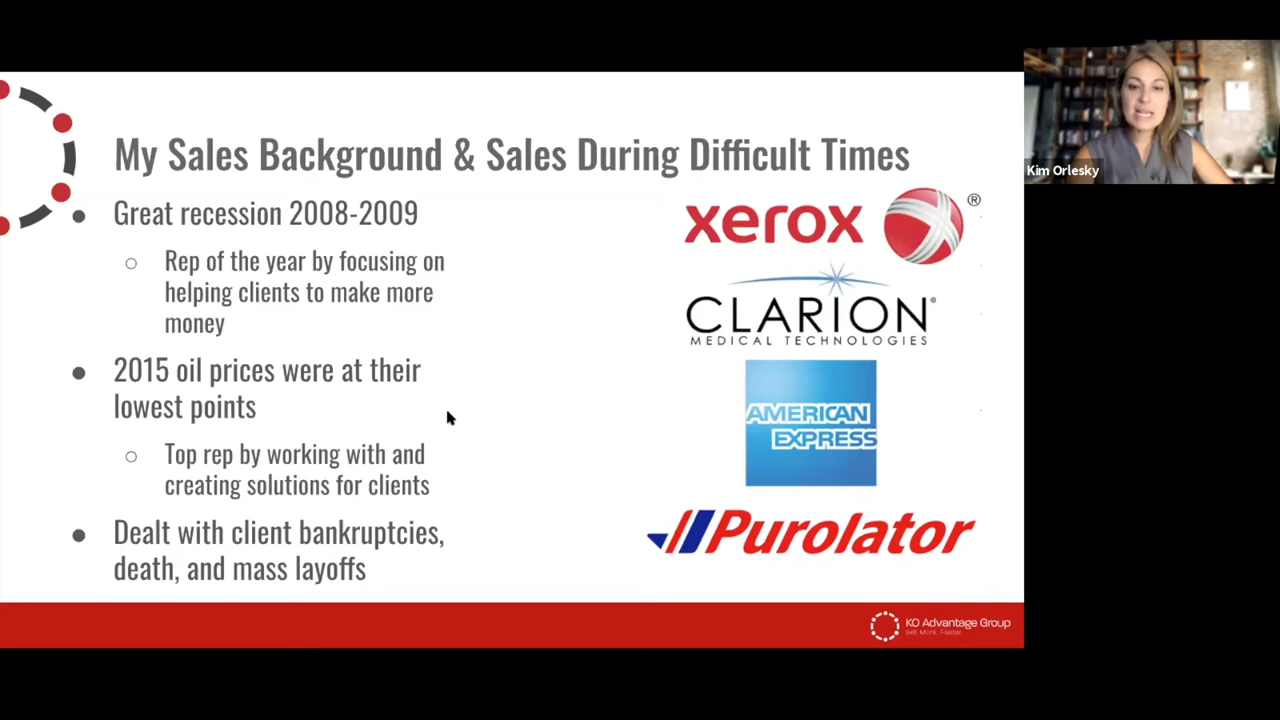 My Sales Background & Sales During Difficult Times
● Great recession 2008-2009
○ Rep of the year by focusing on
helping clients to make more
money
● 2015 oil prices were at their
lowest points
○ Top rep by working with and
creating solutions for clients
● Dealt with client bankruptcies,
death, and mass layoffs
xerox ®
CLARION®
MEDICAL TECHNOLOGIES
AMERICAN
EXPRESS
Purolator
KO Advantage Group
Sell More. Faster.
Kim Orlesky